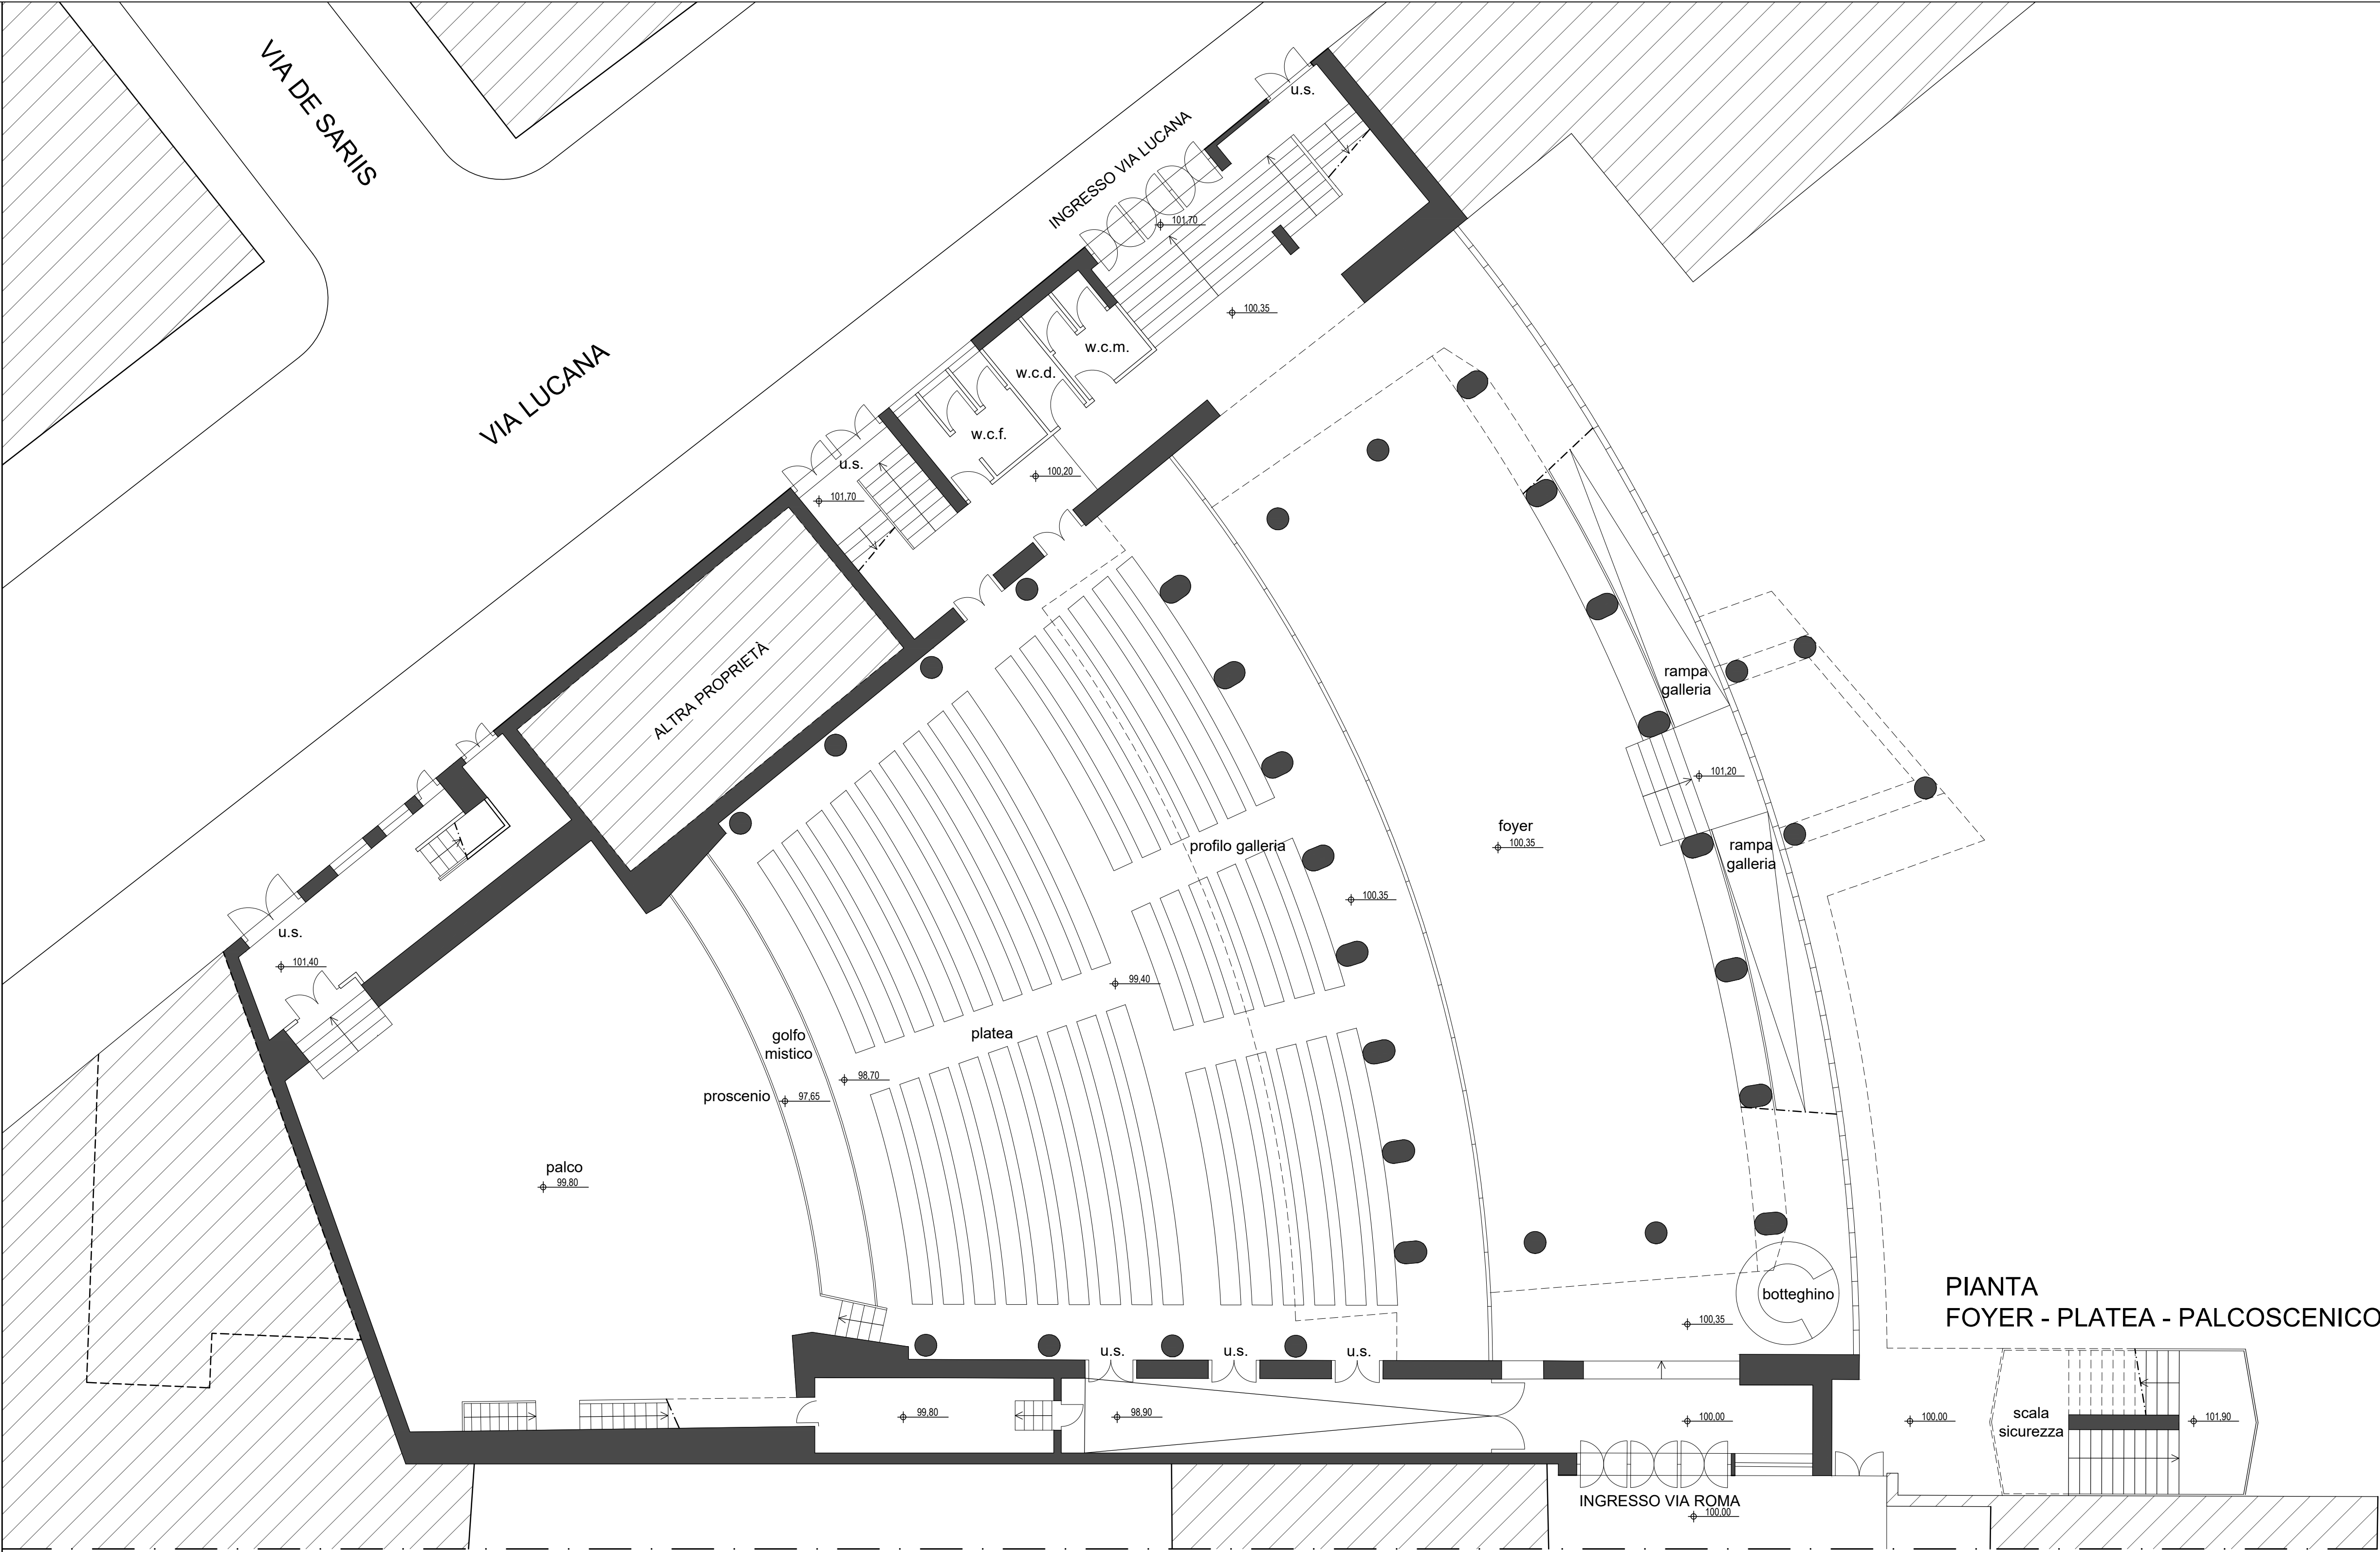 VIA DE SARIIS
u.s.
INGRESSO VIA LUCANA
101,70
100,35
w.c.m.
w.c.d.
VIA LUCANA
w.c.f.
u.s.
100,20
101,70
ALTRA PROPRIETÀ
rampa
galleria
101,20
foyer
100,35
profilo galleria
rampa
galleria
100,35
u.s.
101,40
99,40
golfo
mistico
platea
98,70
proscenio
97,65
palco
99,80
botteghino
PIANTA
FOYER - PLATEA - PALCOSCENICO
100,35
u.s.
u.s.
u.s.
99,80
98,90
100,00
100,00
scala
sicurezza
101,90
INGRESSO VIA ROMA
100,00